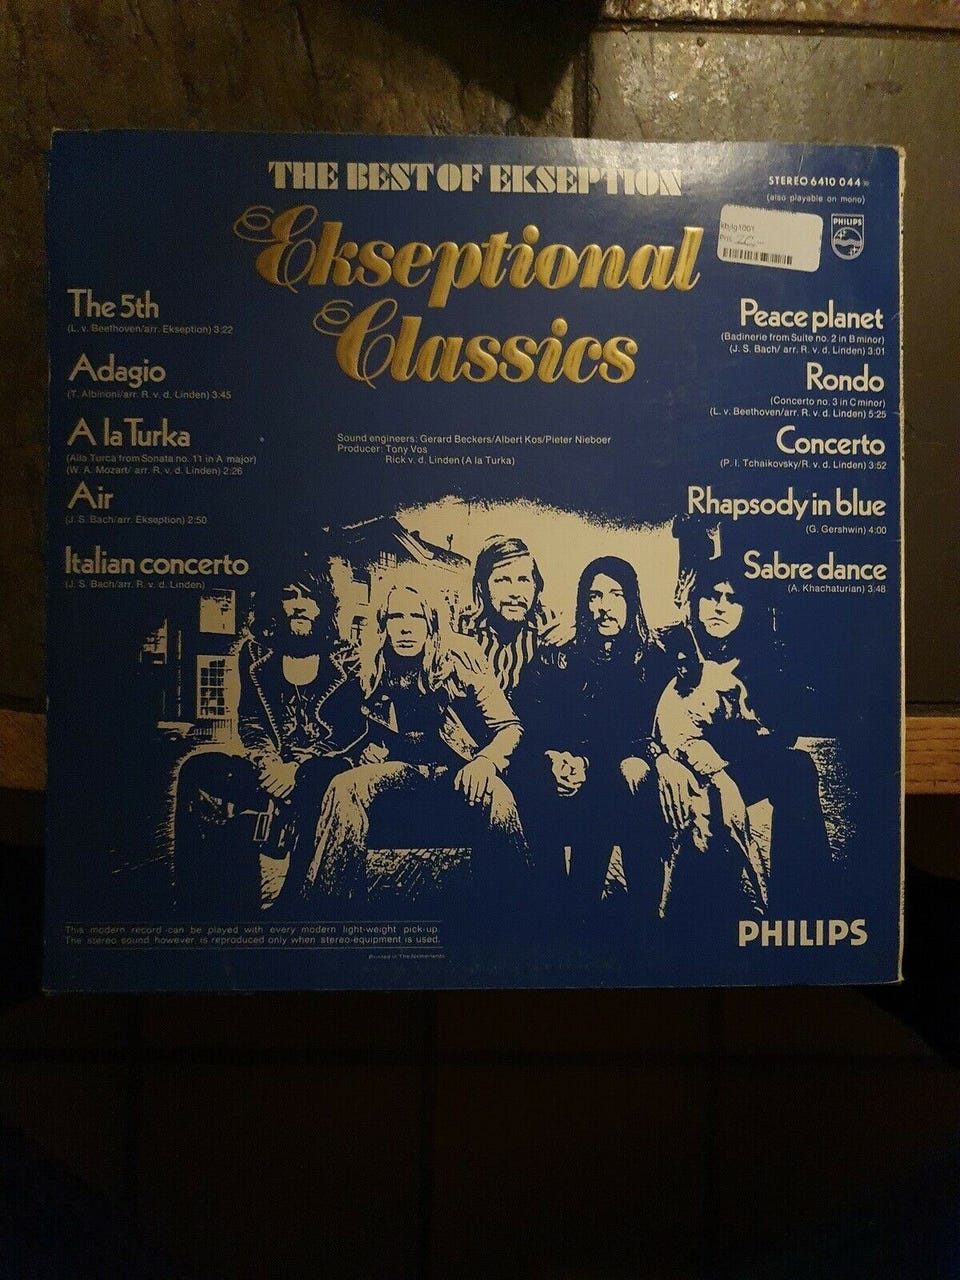 THE BEST OF EKSEPTION
STEREO 6410 044
(also playable on mono)
PHILIPS
Ekseptional
Classics
The 5th
(L. v. Beethoven/arr. Ekseption) 3:22
Adagio
(T. Albinoni/arr. R. v. d. Linden) 3:45
A la Turka
(Alla Turca from Sonata no. 11 in A major)
(W. A. Mozart/ arr. R. v. d. Linden) 2:26
Air
(J. S. Bach/arr. Ekseption) 2:50
Italian concerto
(J. S. Bach/arr. R. v. d. Linden)
Sound engineers: Gerard Beckers/Albert Kos/Pieter Nieboer
Producer: Tony Vos
Rick v. d. Linden (A la Turka)
Peace planet
(Badinerie from Suite no. 2 in B minor)
(J. S. Bach/ arr. R. v. d. Linden) 3:01
Rondo
(Concerto no. 3 in C minor)
(L. v. Beethoven/arr. R. v. d. Linden) 5:25
Concerto
(P. I. Tchaikovsky/R. v. d. Linden) 3:52
Rhapsody in blue
(G. Gershwin) 4:00
Sabre dance
(A. Khachaturian) 3:48
This modern record can be played with every modern light-weight pick-up.
The stereo sound however is reproduced only when stereo-equipment is used.
Printed in The Netherlands
PHILIPS